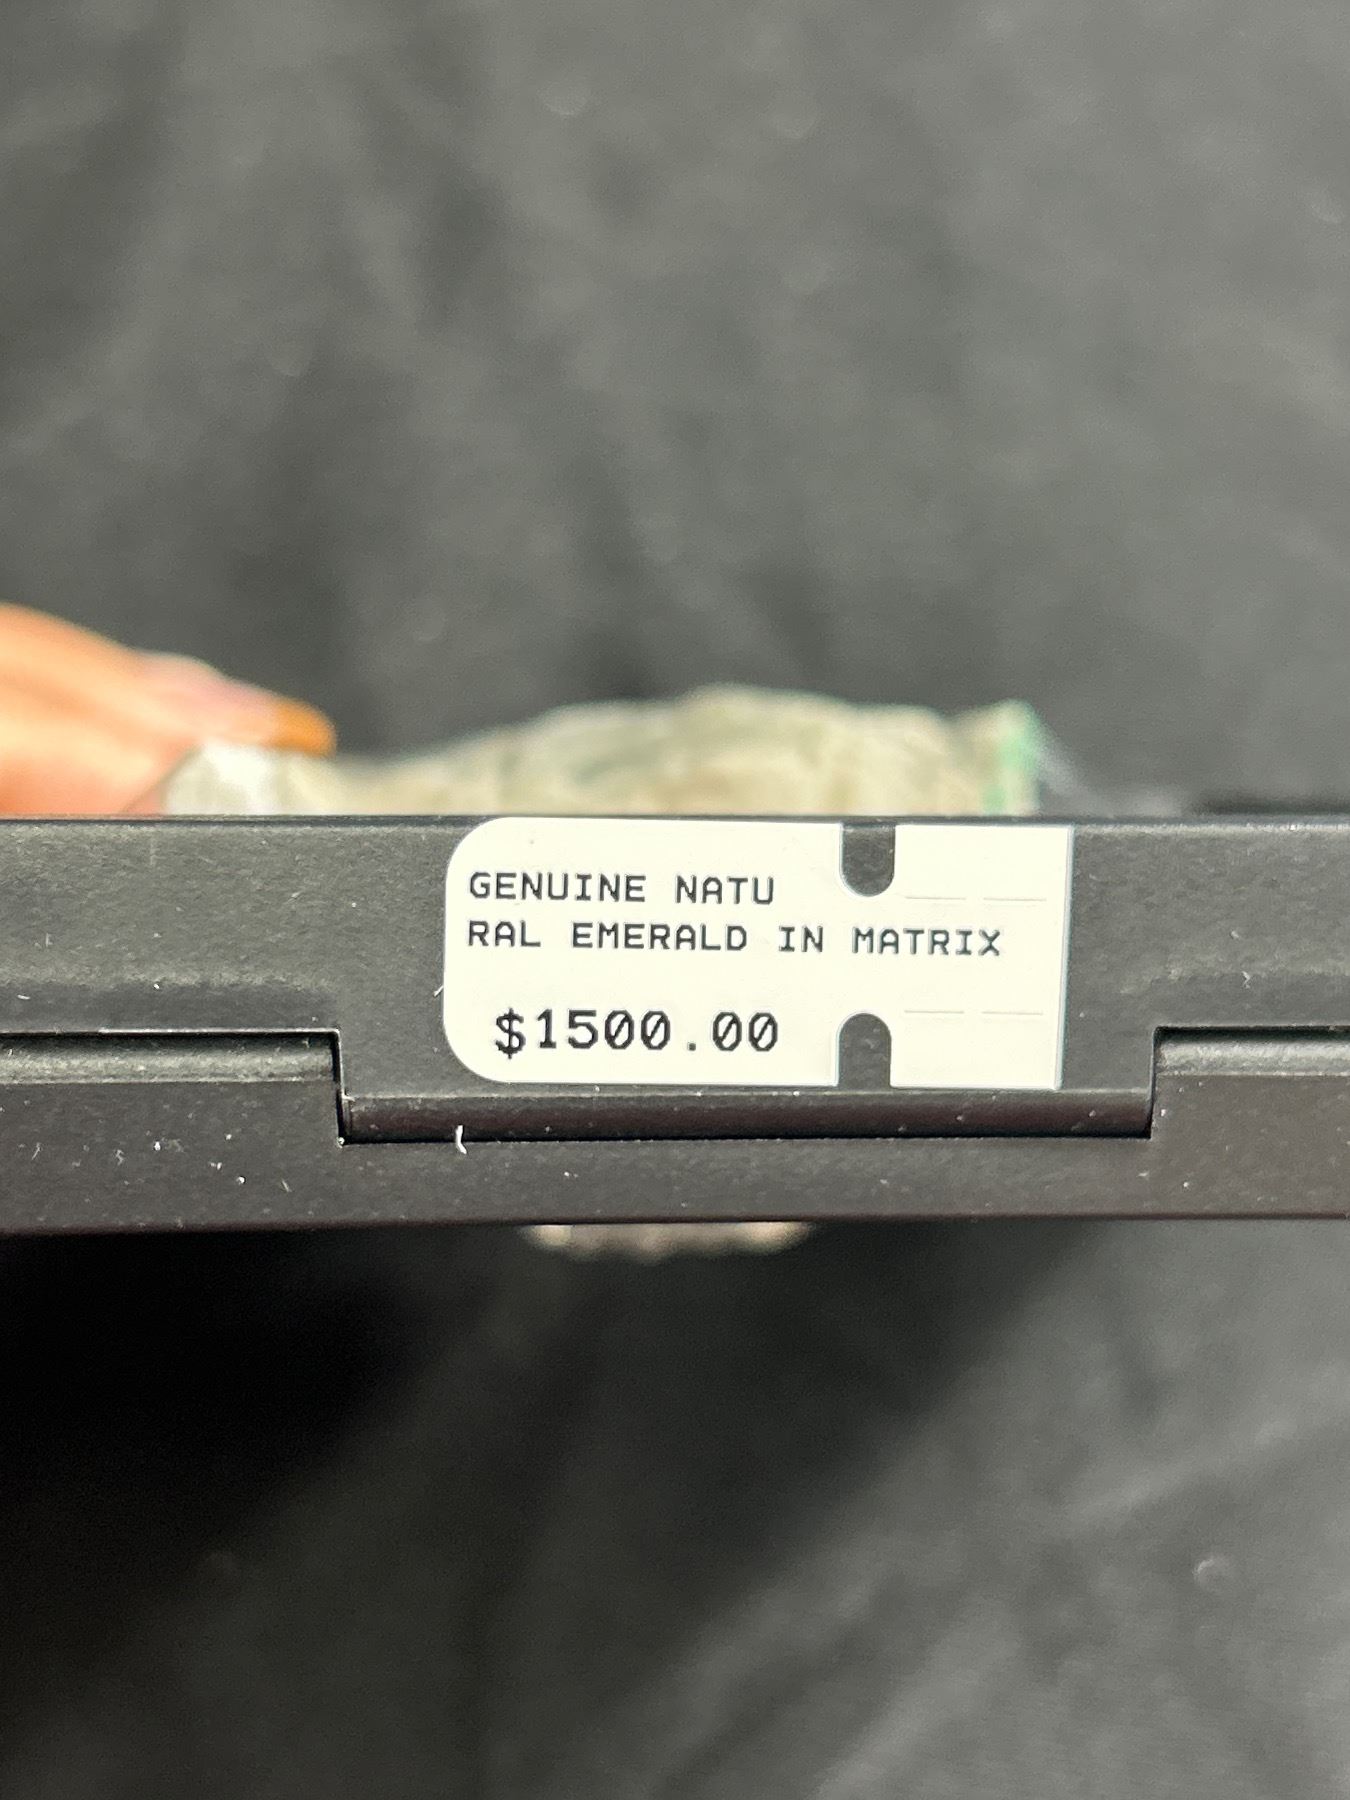 GENUINE NATU
RAL EMERALD IN MATRIX
$1500.00